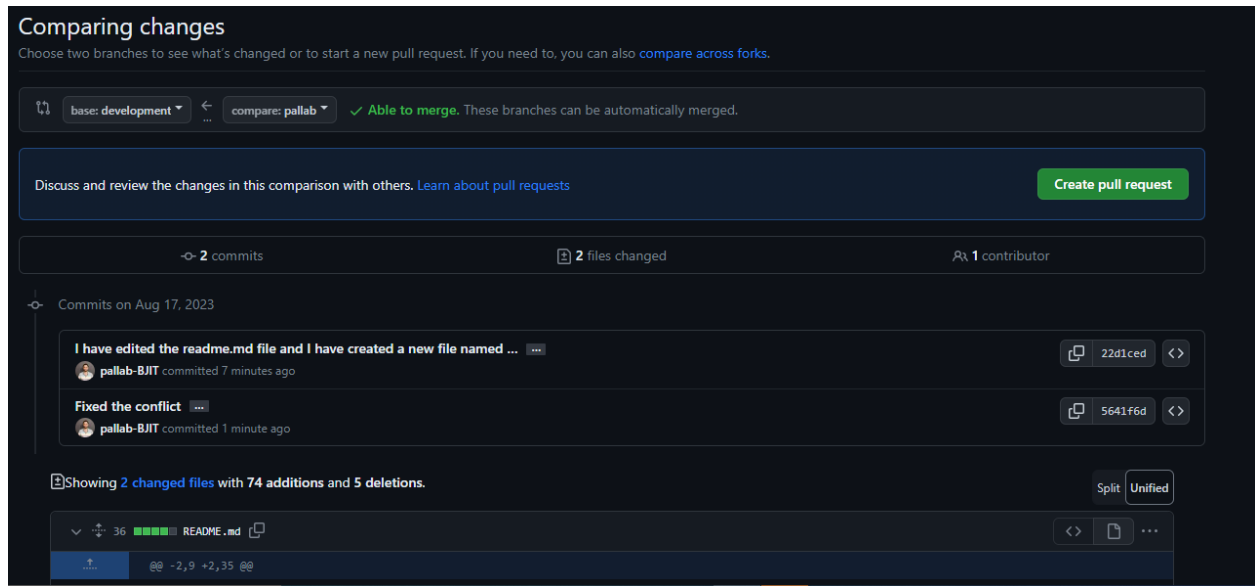 Comparing changes
Choose two branches to see what's changed or to start a new pull request. If you need to, you can also compare across forks.
base: development ← compare: pallab ✓ Able to merge. These branches can be automatically merged.
...
Discuss and review the changes in this comparison with others. Learn about pull requests Create pull request
2 commits 2 files changed 1 contributor
Commits on Aug 17, 2023
I have edited the readme.md file and I have created a new file named ... ... 22d1ced <>
pallab-BJIT committed 7 minutes ago
Fixed the conflict ... 5641f6d <>
pallab-BJIT committed 1 minute ago
Showing 2 changed files with 74 additions and 5 deletions. Split Unified
36 README.md <> ...
@@ -2,9 +2,35 @@